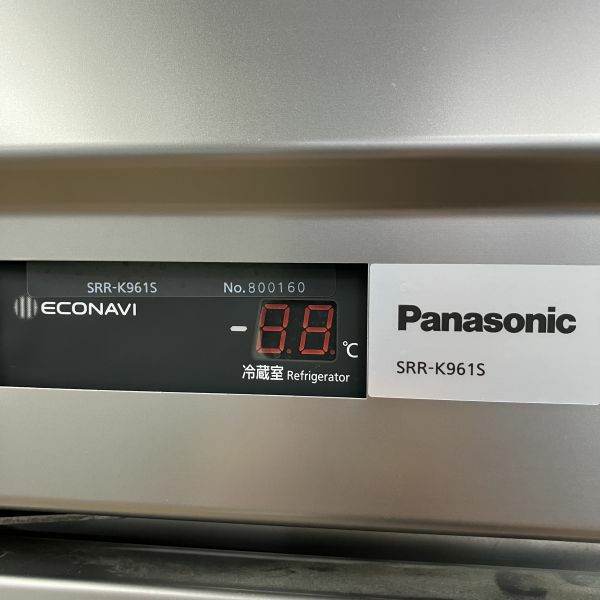 SRR-K961S No.800160
ECONAVI
℃
冷蔵室 Refrigerator
Panasonic
SRR-K961S